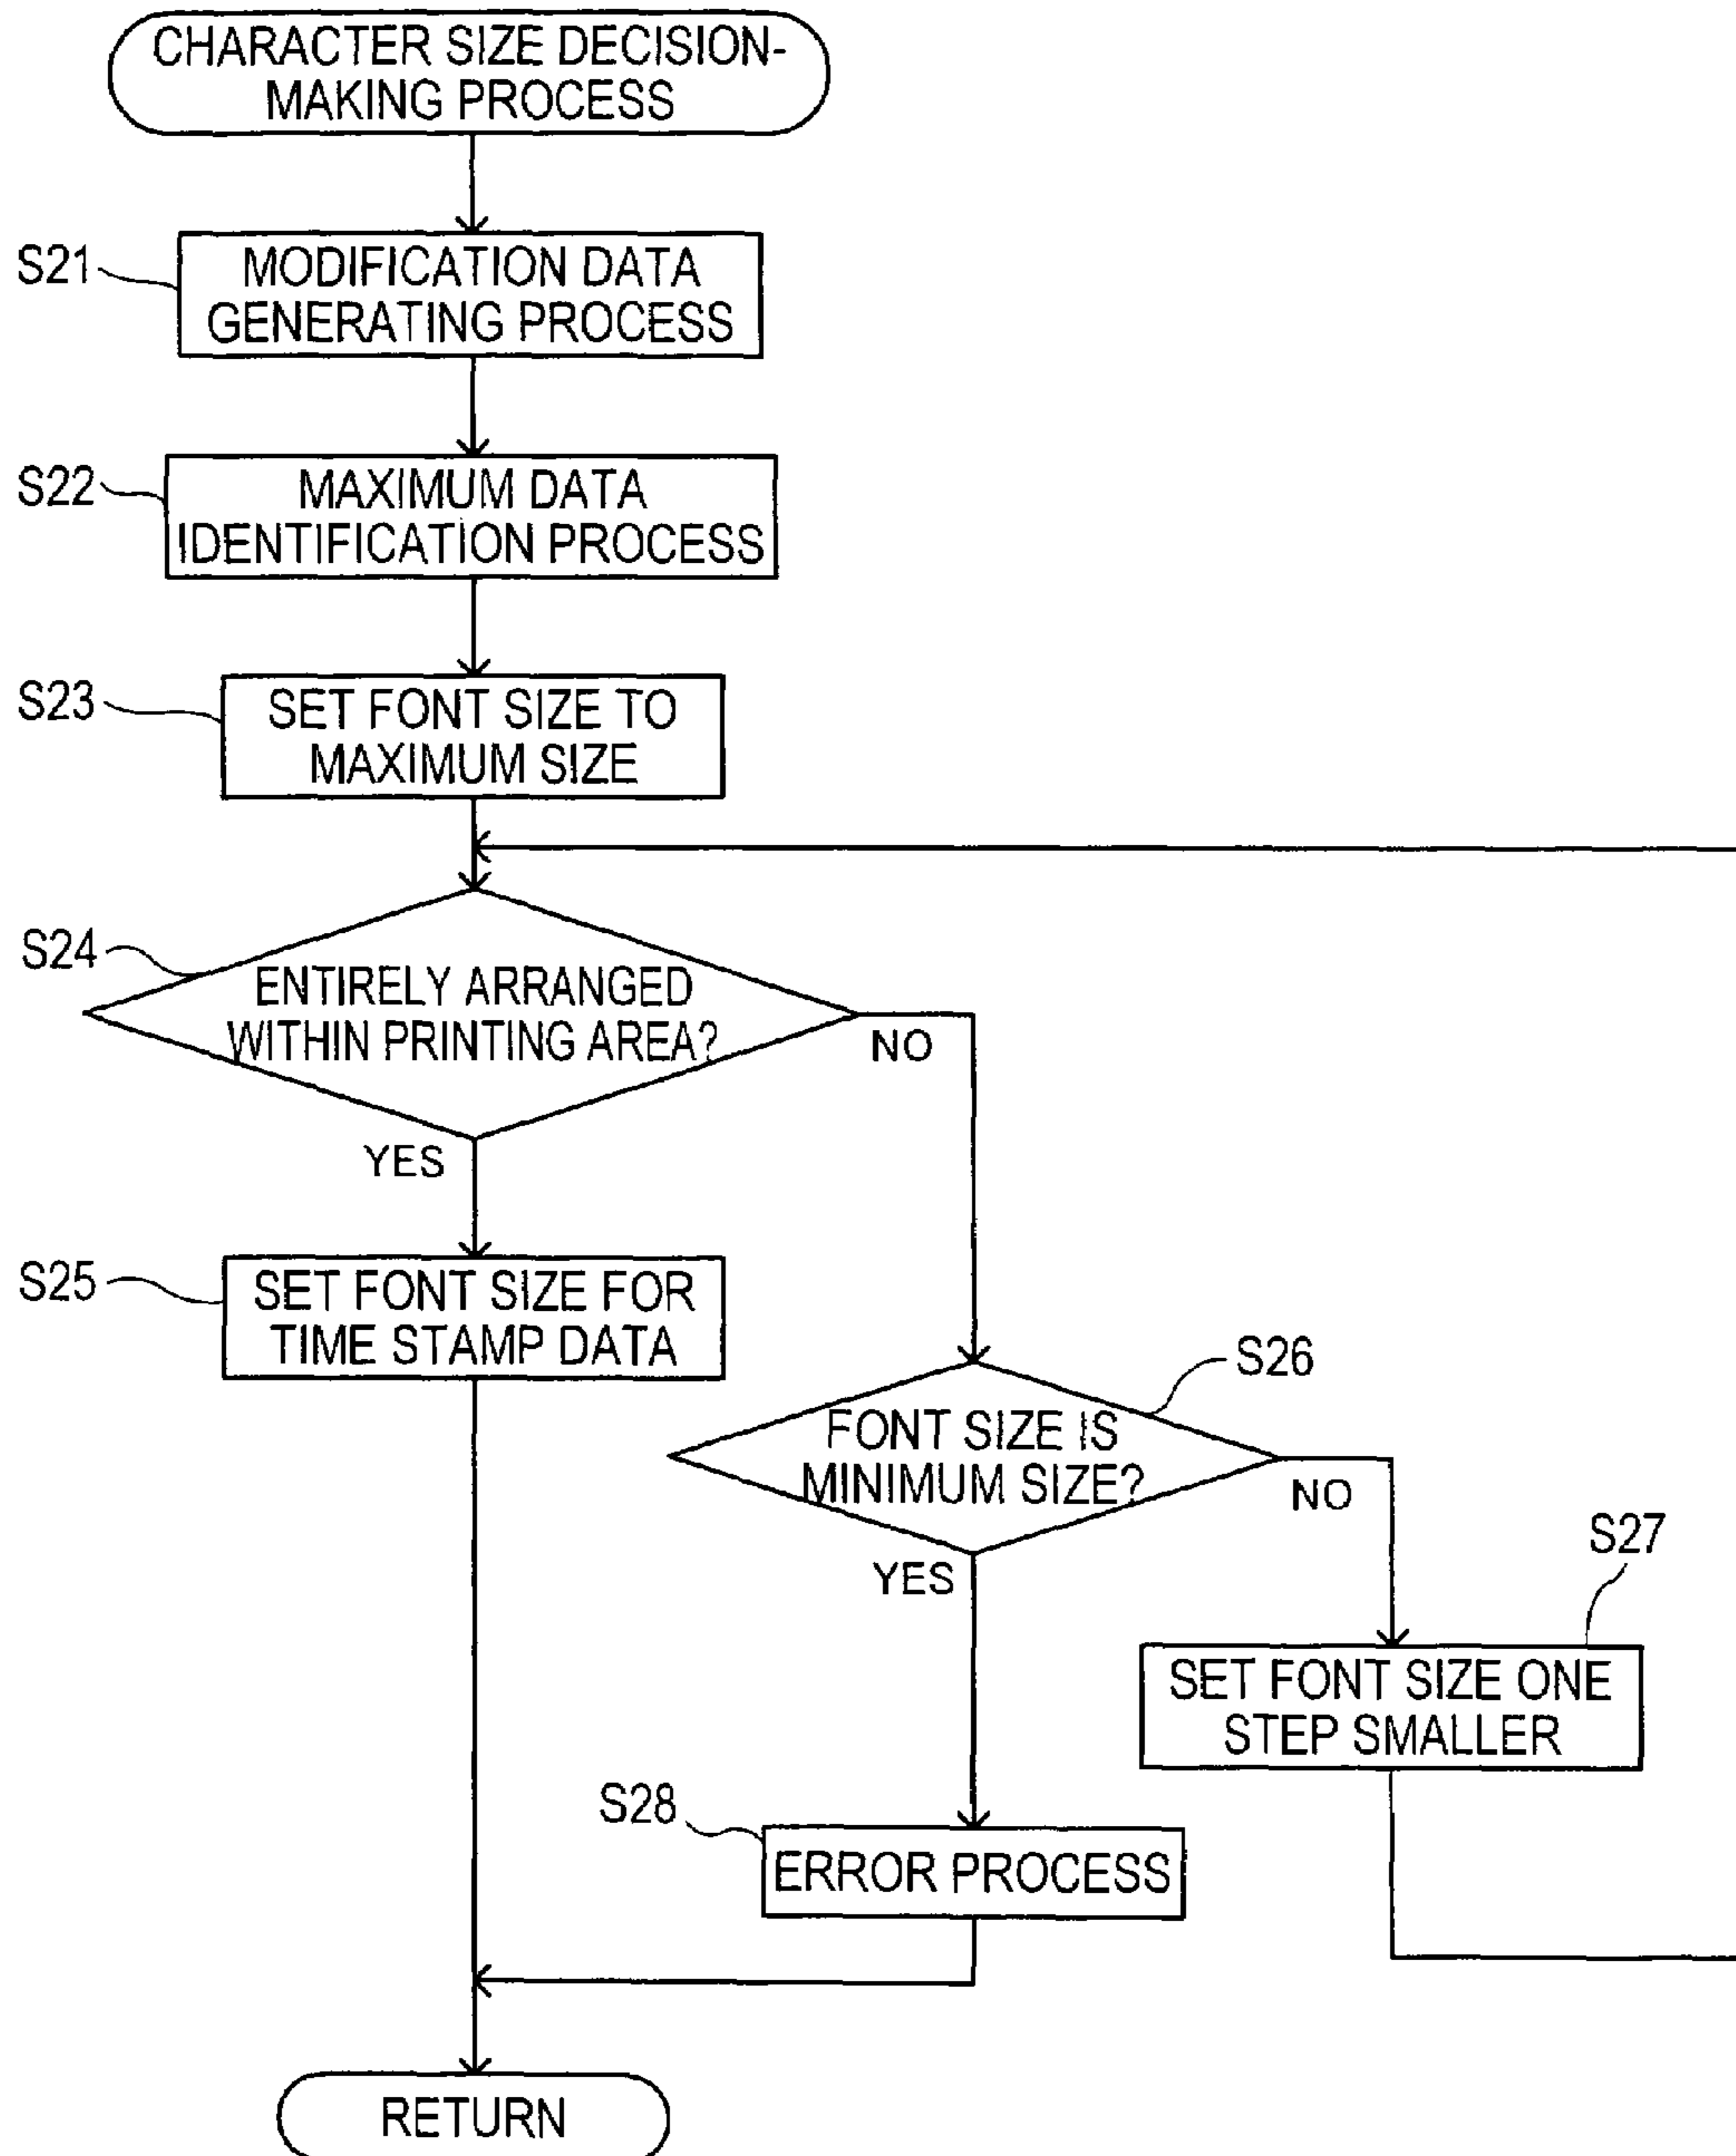 CHARACTER SIZE DECISION-
MAKING PROCESS
S21
MODIFICATION DATA
GENERATING PROCESS
S22
MAXIMUM DATA
IDENTIFICATION PROCESS
S23
SET FONT SIZE TO
MAXIMUM SIZE
S24
ENTIRELY ARRANGED
WITHIN PRINTING AREA?
NO
YES
S25
SET FONT SIZE FOR
TIME STAMP DATA
S26
FONT SIZE IS
MINIMUM SIZE?
NO
YES
S27
SET FONT SIZE ONE
STEP SMALLER
S28
ERROR PROCESS
RETURN